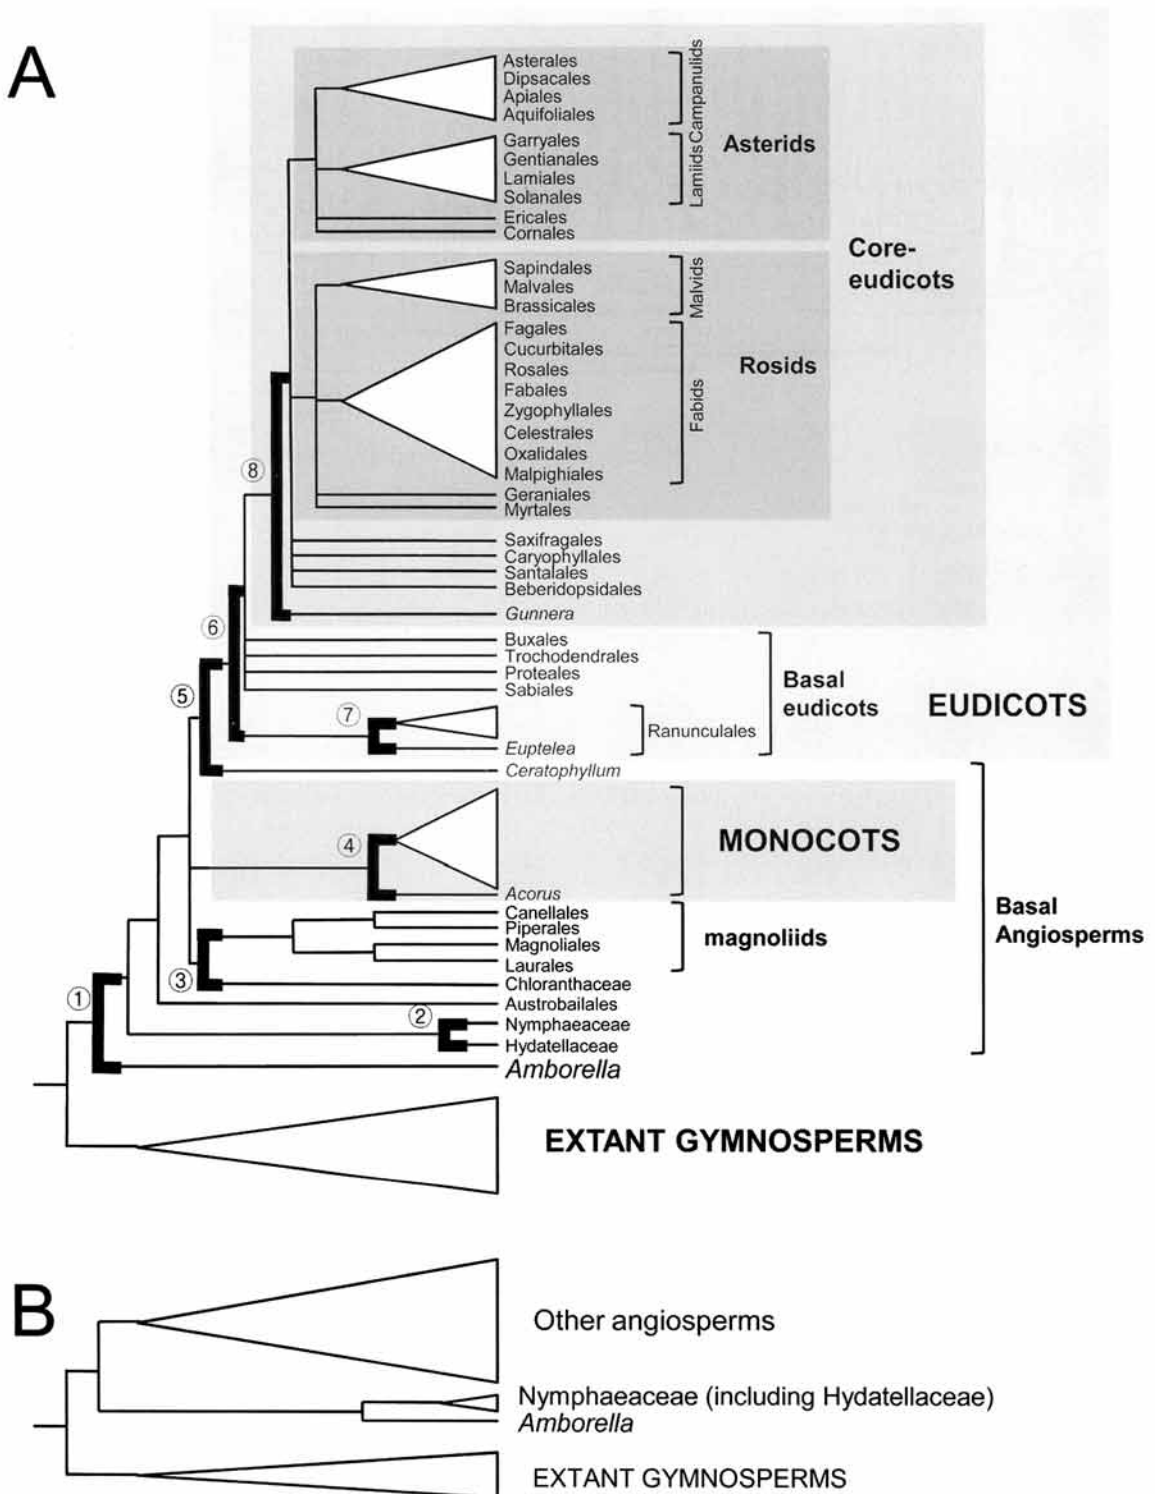 A
Asterales
Dipsacales
Apiales
Aquifoliales
Campanulids
Garryales
Gentianales
Lamiales
Solanales
Lamiids
Asterids
Ericales
Cornales
Core-
eudicots
Sapindales
Malvales
Brassicales
Malvids
Fagales
Cucurbitales
Rosales
Fabales
Zygophyllales
Celestrales
Oxalidales
Malpighiales
Fabids
Rosids
Geraniales
Myrtales
8
Saxifragales
Caryophyllales
Santalales
Beberidopsidales
Gunnera
6
Buxales
Trochodendrales
Proteales
Sabiales
Basal
eudicots
EUDICOTS
5
7
Ranunculales
Euptelea
Ceratophyllum
4
MONOCOTS
Acorus
Canellales
Piperales
Magnoliales
Laurales
magnoliids
Basal
Angiosperms
3
Chloranthaceae
Austrobailales
1
2
Nymphaeaceae
Hydatellaceae
Amborella
EXTANT GYMNOSPERMS
B
Other angiosperms
Nymphaeaceae (including Hydatellaceae)
Amborella
EXTANT GYMNOSPERMS